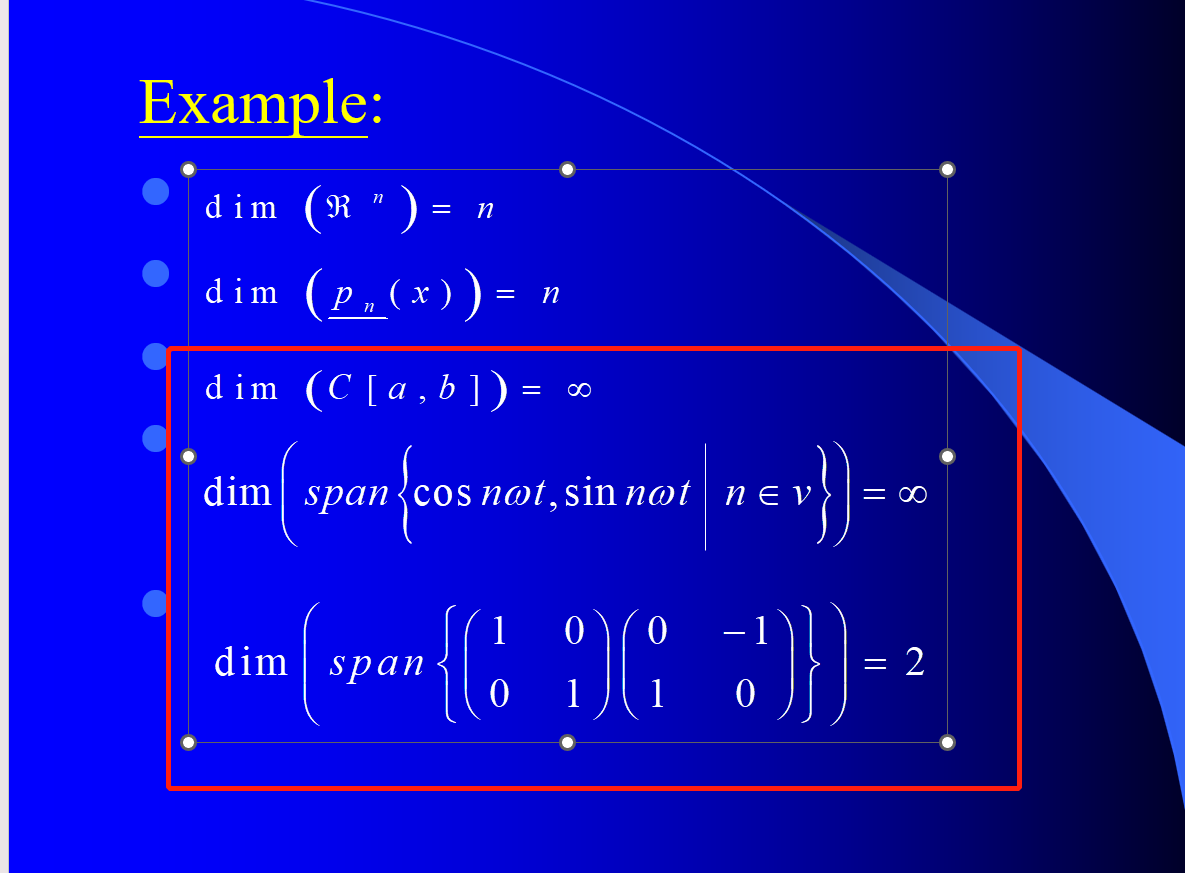 Example:
dim (ℜ n) = n
dim (p n (x)) = n
dim (C [a, b]) = ∞
dim(span{cos nωt, sin nωt | n ∈ v}) = ∞
dim(span{(1 0
0 1)(0 −1
1 0)}) = 2